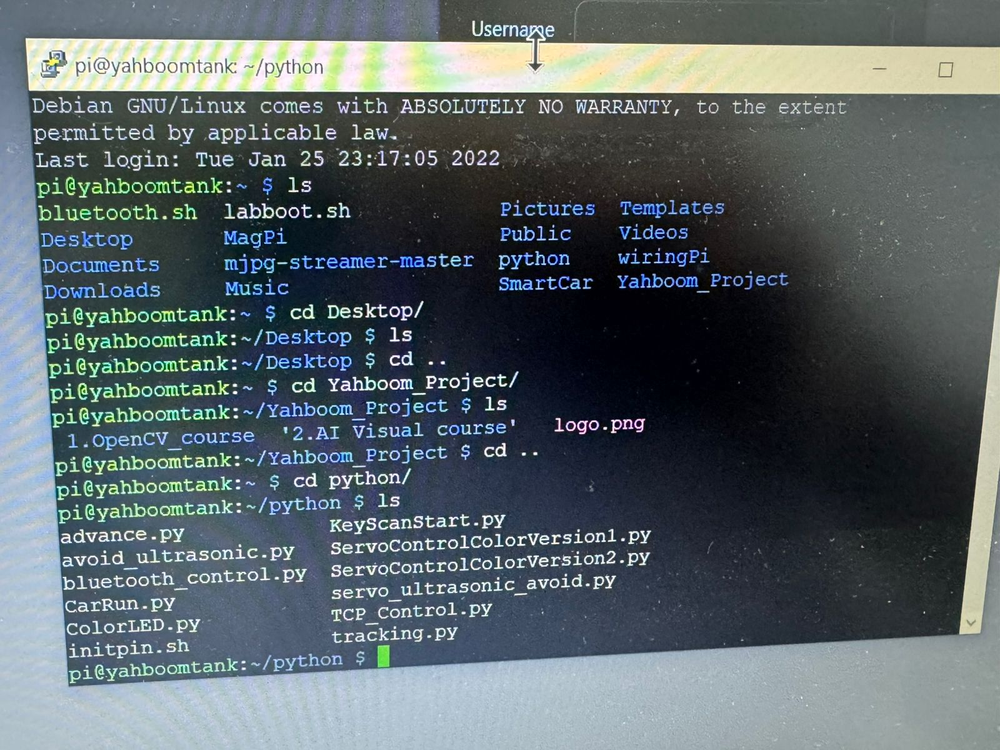 Username
pi@yahboomtank: ~/python
Debian GNU/Linux comes with ABSOLUTELY NO WARRANTY, to the extent
permitted by applicable law.
Last login: Tue Jan 25 23:17:05 2022
pi@yahboomtank:~ $ ls
bluetooth.sh labboot.sh Pictures Templates
Desktop MagPi Public Videos
Documents mjpg-streamer-master python wiringPi
Downloads Music SmartCar Yahboom_Project
pi@yahboomtank:~ $ cd Desktop/
pi@yahboomtank:~/Desktop $ ls
pi@yahboomtank:~/Desktop $ cd ..
pi@yahboomtank:~ $ cd Yahboom_Project/
pi@yahboomtank:~/Yahboom_Project $ ls
1.OpenCV_course '2.AI Visual course' logo.png
pi@yahboomtank:~/Yahboom_Project $ cd ..
pi@yahboomtank:~ $ cd python/
pi@yahboomtank:~/python $ ls
advance.py KeyScanStart.py
avoid_ultrasonic.py ServoControlColorVersion1.py
bluetooth_control.py ServoControlColorVersion2.py
CarRun.py servo_ultrasonic_avoid.py
ColorLED.py TCP_Control.py
initpin.sh tracking.py
pi@yahboomtank:~/python $